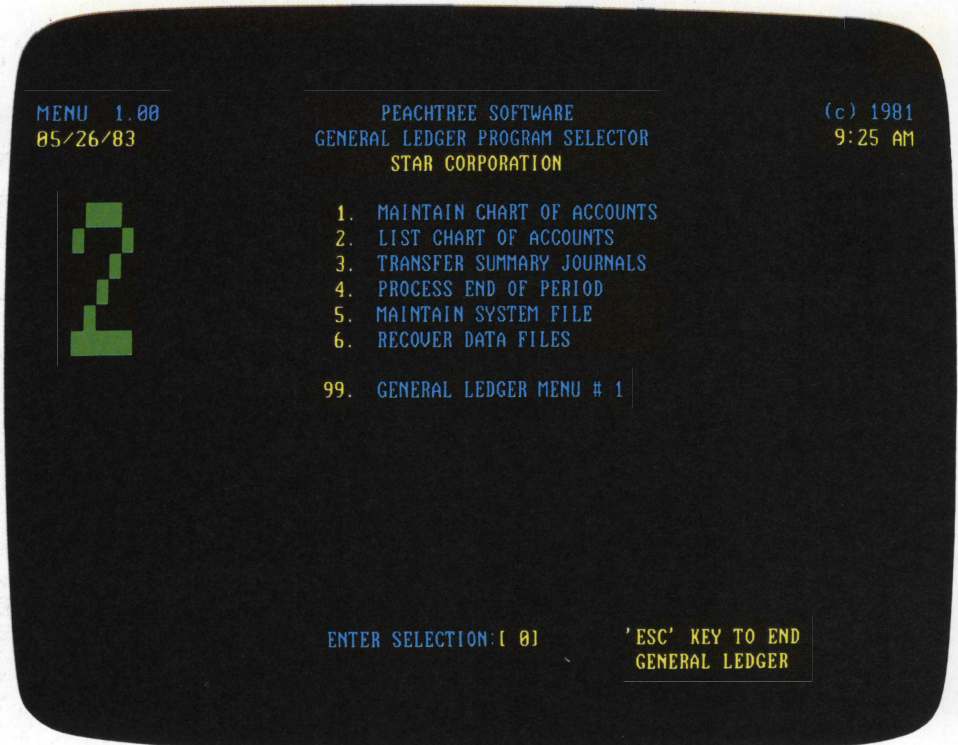 MENU 1.00 PEACHTREE SOFTWARE (c) 1981
05/26/83 GENERAL LEDGER PROGRAM SELECTOR 9:25 AM
STAR CORPORATION
2
1. MAINTAIN CHART OF ACCOUNTS
2. LIST CHART OF ACCOUNTS
3. TRANSFER SUMMARY JOURNALS
4. PROCESS END OF PERIOD
5. MAINTAIN SYSTEM FILE
6. RECOVER DATA FILES
99. GENERAL LEDGER MENU # 1
ENTER SELECTION:[ 0] 'ESC' KEY TO END
GENERAL LEDGER